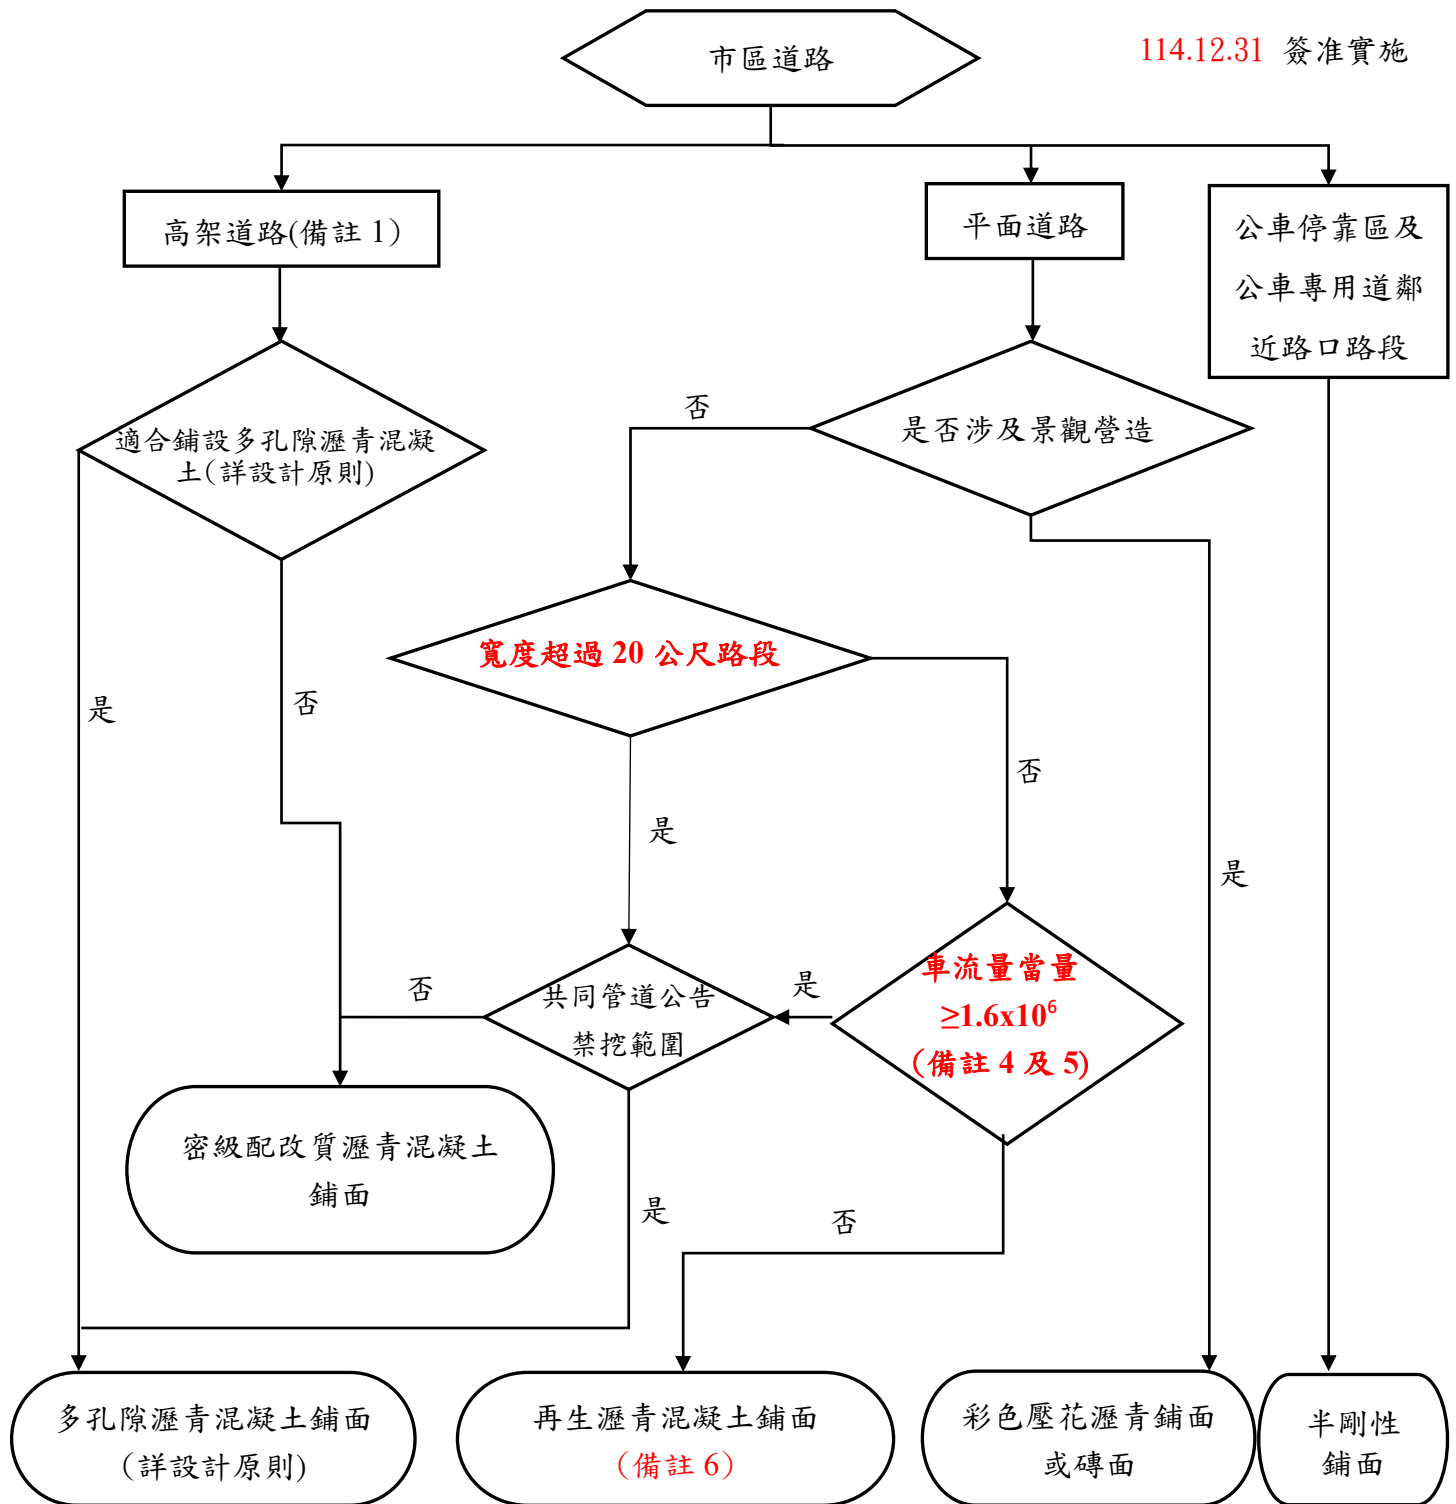 市區道路
114.12.31 簽准實施
高架道路(備註 1)
平面道路
公車停靠區及
公車專用道鄰
近路口路段
否
是否涉及景觀營造
適合鋪設多孔隙瀝青混凝
土(詳設計原則)
寬度超過 20 公尺路段
是
否
否
是
是
車流量當量
≥1.6x10⁶
(備註 4 及 5)
否
是
共同管道公告
禁挖範圍
密級配改質瀝青混凝土
鋪面
是
否
多孔隙瀝青混凝土鋪面
(詳設計原則)
再生瀝青混凝土鋪面
(備註 6)
彩色壓花瀝青鋪面
或磚面
半剛性
鋪面